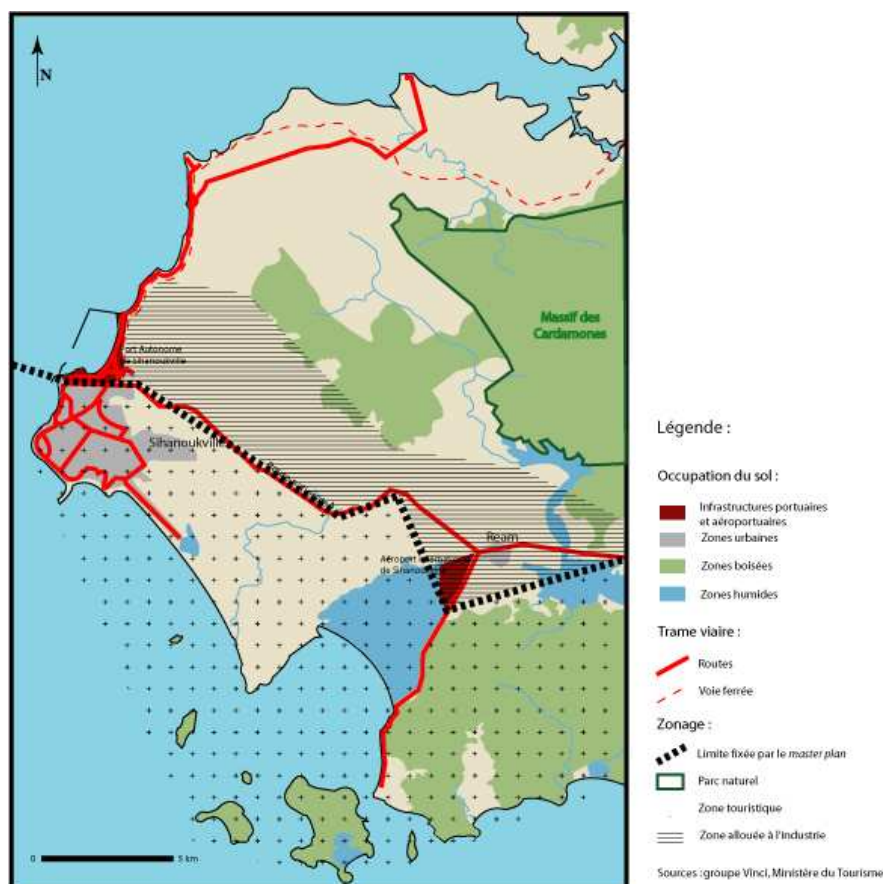 N
Massif des
Cardamones
Port Autonome
de Sihanoukville
Sihanoukville
Ream
Aéroport
de Sihanoukville
0 5 km
Légende :
Occupation du sol :
Infrastructures portuaires
et aéroportuaires
Zones urbaines
Zones boisées
Zones humides
Trame viaire :
Routes
Voie ferrée
Zonage :
Limite fixée par le master plan
Parc naturel
Zone touristique
Zone allouée à l'industrie
Sources : groupe Vinci, Ministère du Tourisme